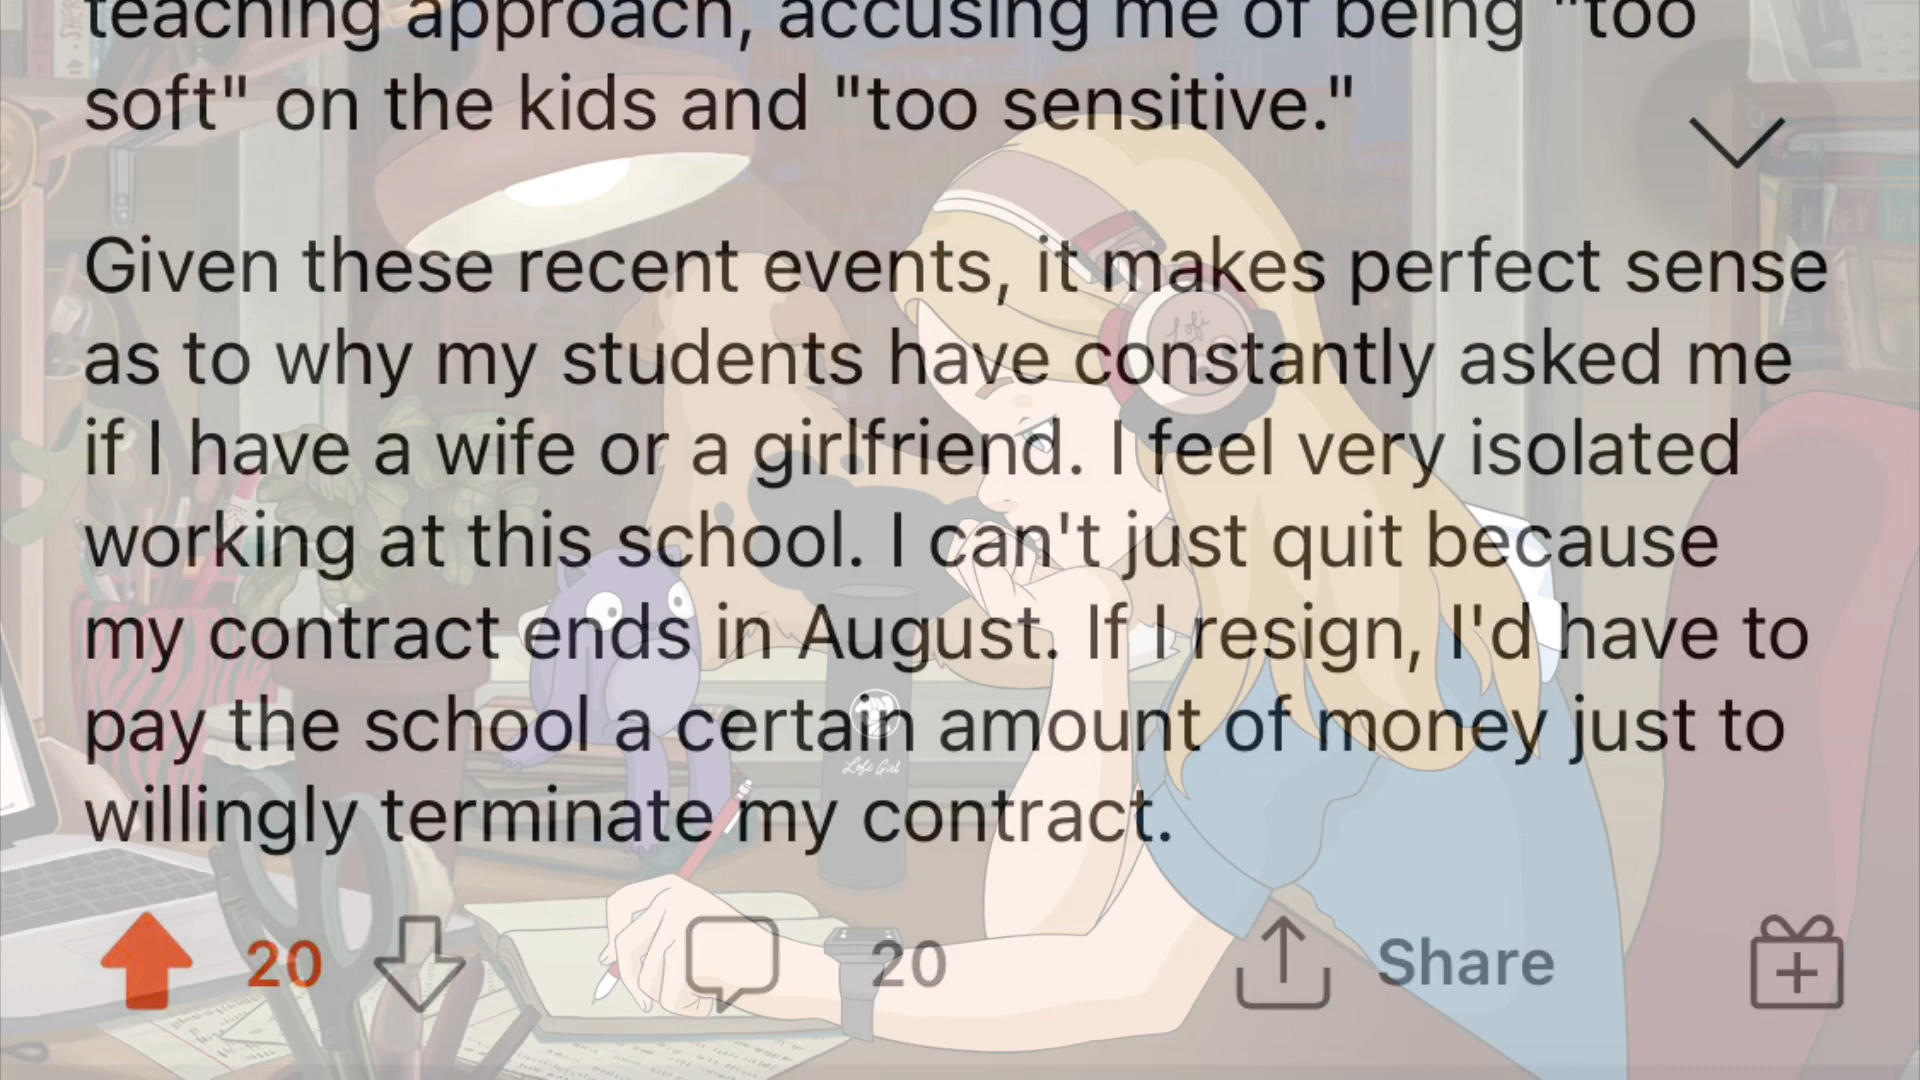 teaching approach, accusing me of being "too
soft" on the kids and "too sensitive."
Given these recent events, it makes perfect sense
as to why my students have constantly asked me
if I have a wife or a girlfriend. I feel very isolated
working at this school. I can't just quit because
my contract ends in August. If I resign, I'd have to
pay the school a certain amount of money just to
willingly terminate my contract.
20
20
Share
Lofi
Lofi Girl